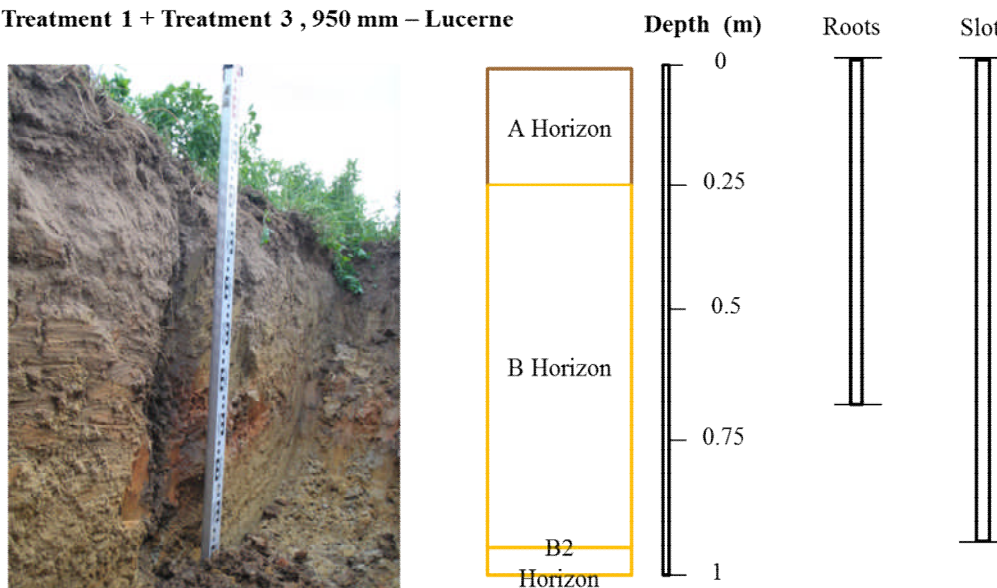 Treatment 1 + Treatment 3 , 950 mm – Lucerne
Depth (m)
Roots
Slot
0
A Horizon
0.25
0.5
B Horizon
0.75
B2
Horizon
1